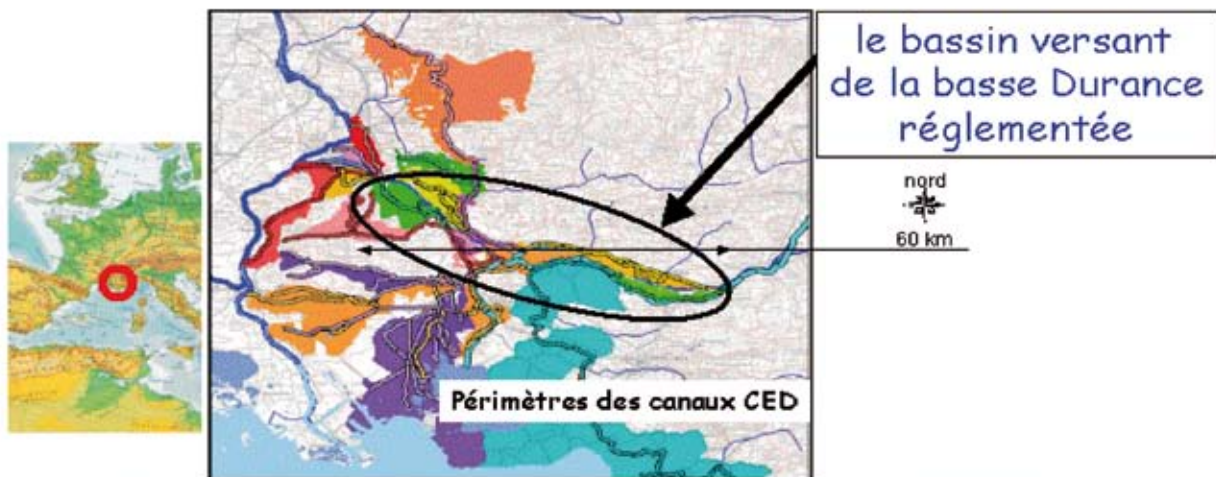 le bassin versant
de la basse Durance
réglementée
nord
60 km
Périmètres des canaux CED